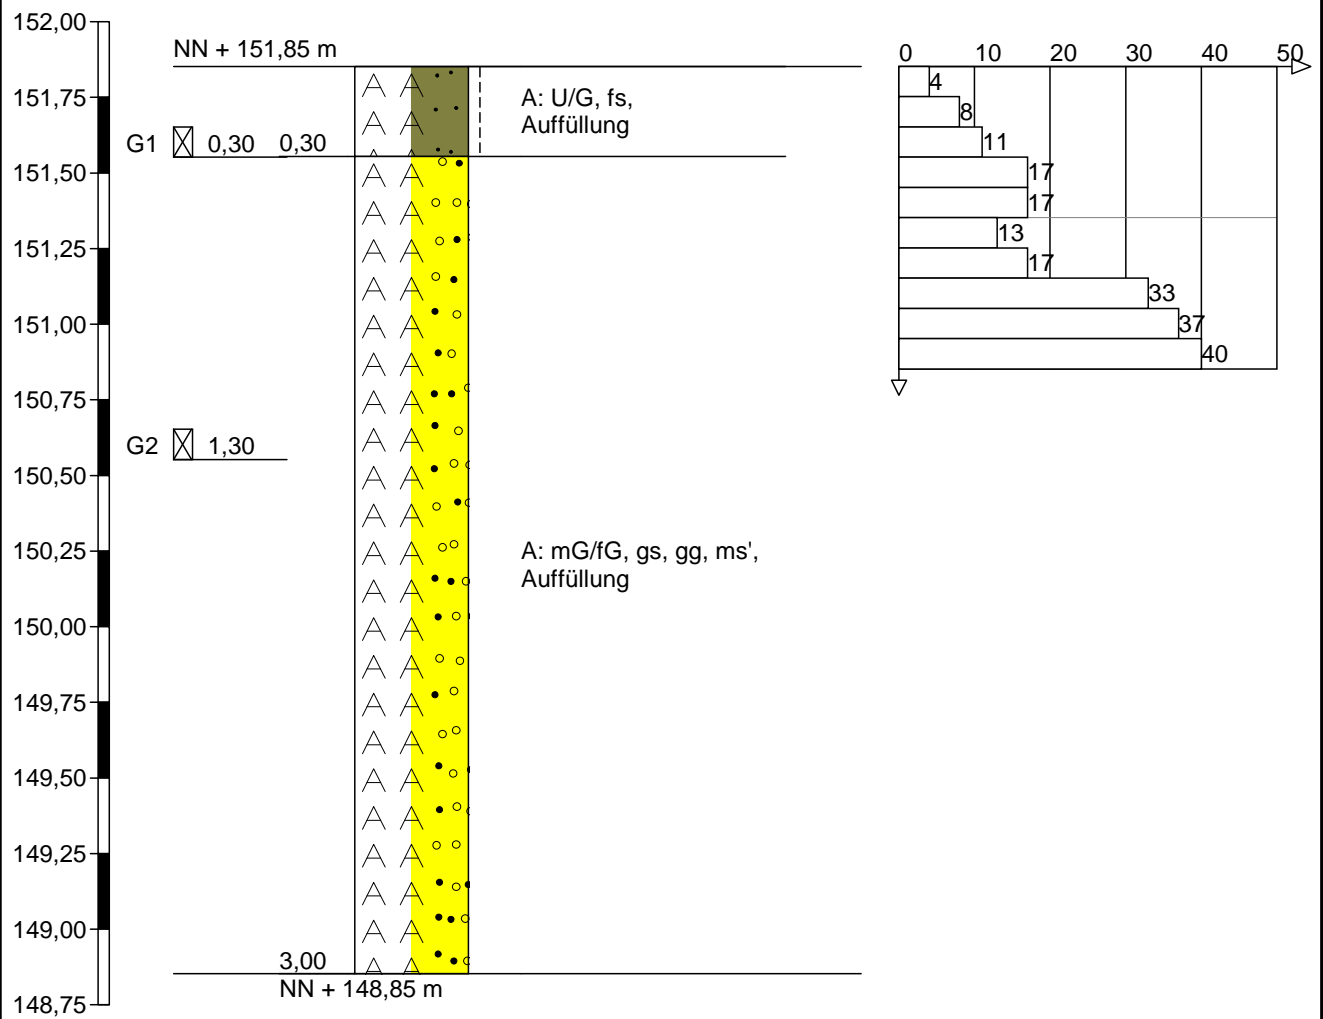 152,00
NN + 151,85 m
0 10 20 30 40 50
4
151,75
A: U/G, fs,
8
Auffüllung
11
G1 0,30 0,30
151,50
17
17
151,25
13
17
33
151,00
37
40
150,75
G2 1,30
150,50
150,25
A: mG/fG, gs, gg, ms',
Auffüllung
150,00
149,75
149,50
149,25
149,00
3,00
NN + 148,85 m
148,75